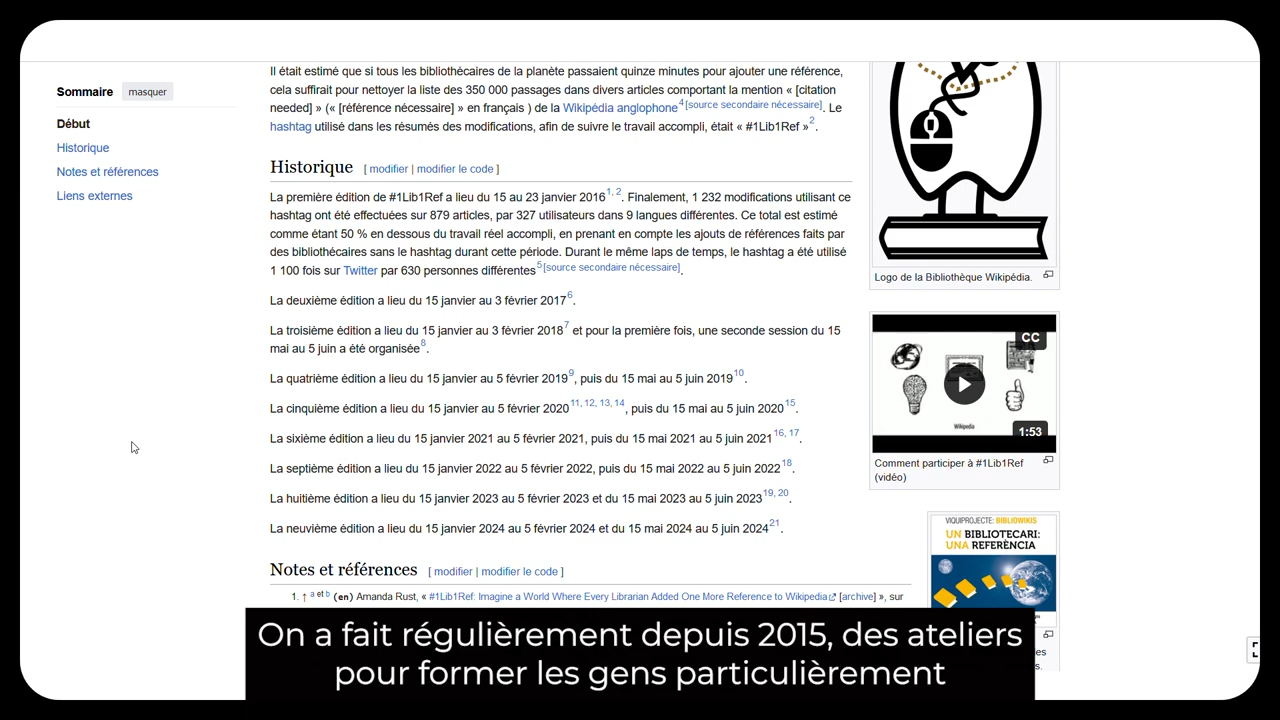 Sommaire masquer
Début
Historique
Notes et références
Liens externes
Il était estimé que si tous les bibliothécaires de la planète passaient quinze minutes pour ajouter une référence,
cela suffirait pour nettoyer la liste des 350 000 passages dans divers articles comportant la mention « [citation
needed] » (« [référence nécessaire] » en français ) de la Wikipédia anglophone4 [source secondaire nécessaire]. Le
hashtag utilisé dans les résumés des modifications, afin de suivre le travail accompli, était « #1Lib1Ref »2.
Historique [ modifier | modifier le code ]
La première édition de #1Lib1Ref a lieu du 15 au 23 janvier 20161, 2. Finalement, 1 232 modifications utilisant ce
hashtag ont été effectuées sur 879 articles, par 327 utilisateurs dans 9 langues différentes. Ce total est estimé
comme étant 50 % en dessous du travail réel accompli, en prenant en compte les ajouts de références faits par
des bibliothécaires sans le hashtag durant cette période. Durant le même laps de temps, le hashtag a été utilisé
1 100 fois sur Twitter par 630 personnes différentes5 [source secondaire nécessaire].
La deuxième édition a lieu du 15 janvier au 3 février 20176.
La troisième édition a lieu du 15 janvier au 3 février 20187 et pour la première fois, une seconde session du 15
mai au 5 juin a été organisée8.
La quatrième édition a lieu du 15 janvier au 5 février 20199, puis du 15 mai au 5 juin 201910.
La cinquième édition a lieu du 15 janvier au 5 février 202011, 12, 13, 14, puis du 15 mai au 5 juin 202015.
La sixième édition a lieu du 15 janvier 2021 au 5 février 2021, puis du 15 mai 2021 au 5 juin 202116, 17.
La septième édition a lieu du 15 janvier 2022 au 5 février 2022, puis du 15 mai 2022 au 5 juin 202218.
La huitième édition a lieu du 15 janvier 2023 au 5 février 2023 et du 15 mai 2023 au 5 juin 202319, 20.
La neuvième édition a lieu du 15 janvier 2024 au 5 février 2024 et du 15 mai 2024 au 5 juin 202421.
Notes et références [ modifier | modifier le code ]
1. ↑ a et b (en) Amanda Rust, « #1Lib1Ref: Imagine a World Where Every Librarian Added One More Reference to Wikipedia [archive] », sur
Logo de la Bibliothèque Wikipédia.
CC
Wikipedia
1:53
Comment participer à #1Lib1Ref
(vidéo)
VIQUIPROJECTE: BIBLIOWIKIS
UN BIBLIOTECARI:
UNA REFERÈNCIA
On a fait régulièrement depuis 2015, des ateliers
pour former les gens particulièrement